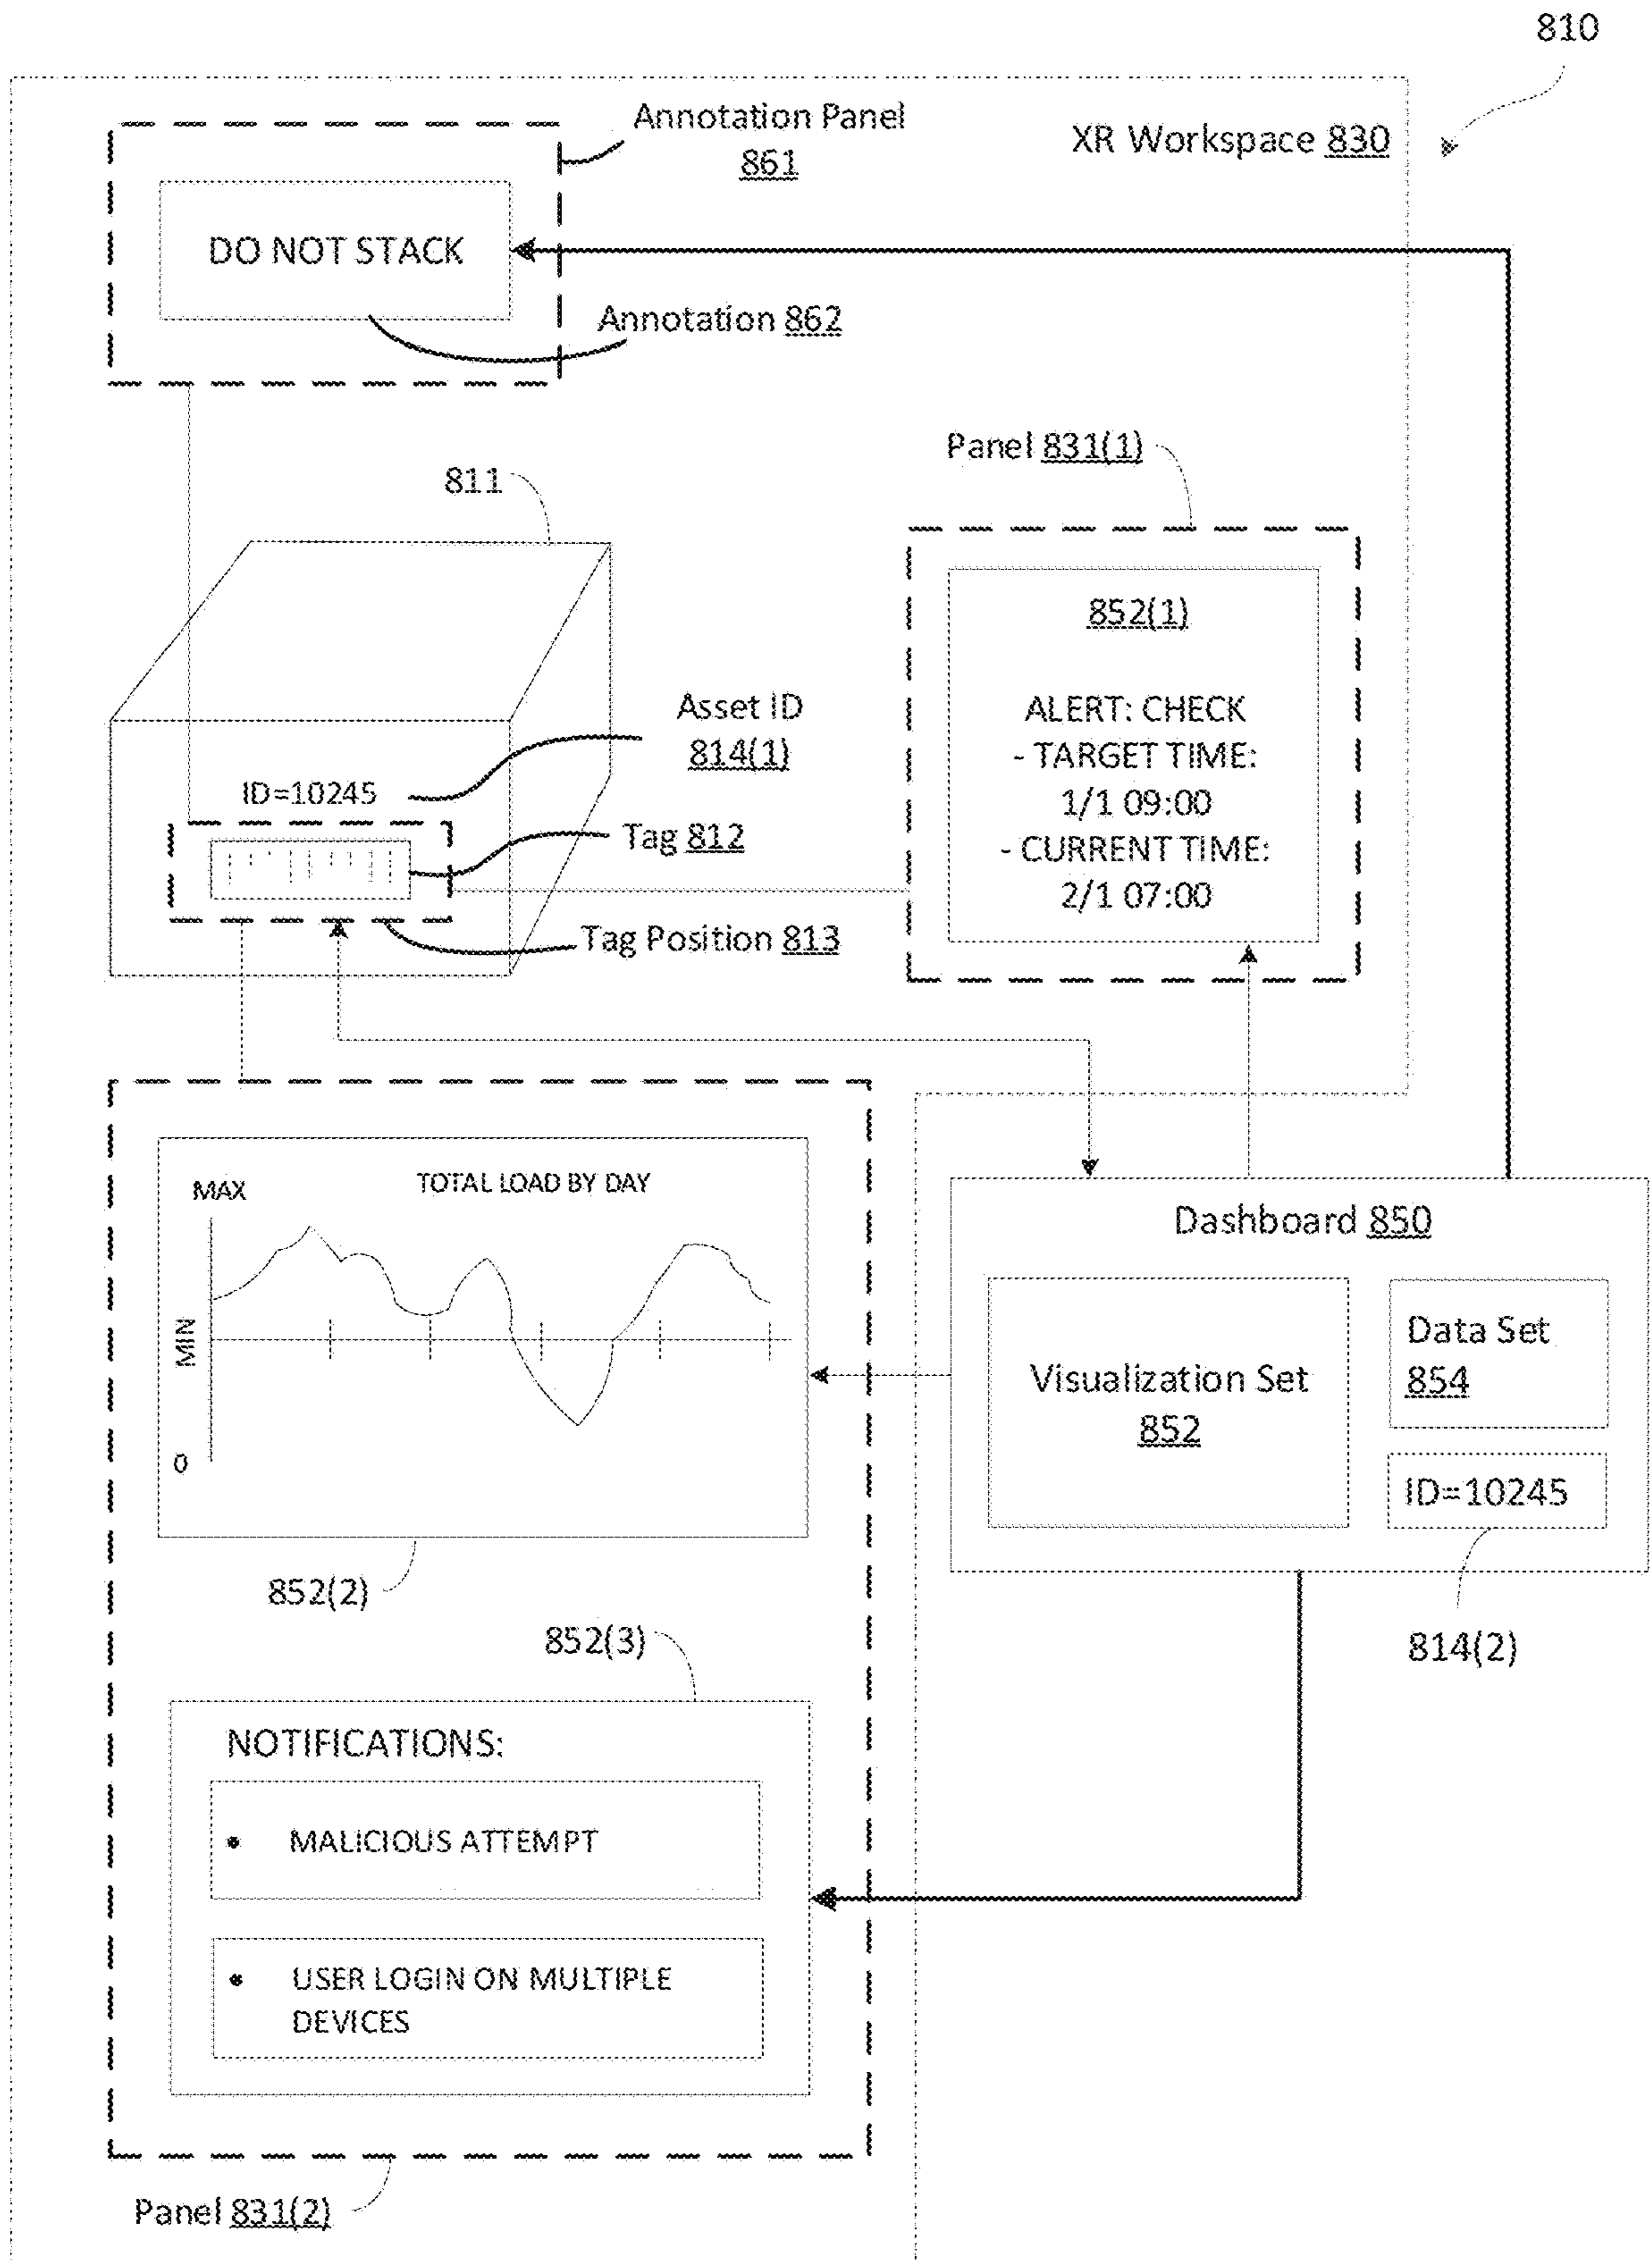 810
XR Workspace 830
Annotation Panel
861
DO NOT STACK
Annotation 862
Panel 831(1)
811
852(1)
ALERT: CHECK
- TARGET TIME:
1/1 09:00
- CURRENT TIME:
2/1 07:00
Asset ID
814(1)
ID=10245
Tag 812
Tag Position 813
MAX
TOTAL LOAD BY DAY
MIN
0
852(2)
Dashboard 850
Visualization Set
852
Data Set
854
ID=10245
814(2)
852(3)
NOTIFICATIONS:
• MALICIOUS ATTEMPT
• USER LOGIN ON MULTIPLE
DEVICES
Panel 831(2)